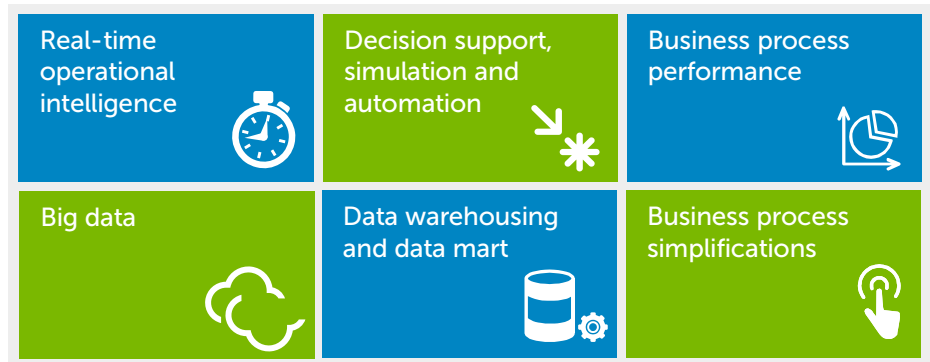 Real-time
operational
intelligence
Decision support,
simulation and
automation
Business process
performance
Big data
Data warehousing
and data mart
Business process
simplifications